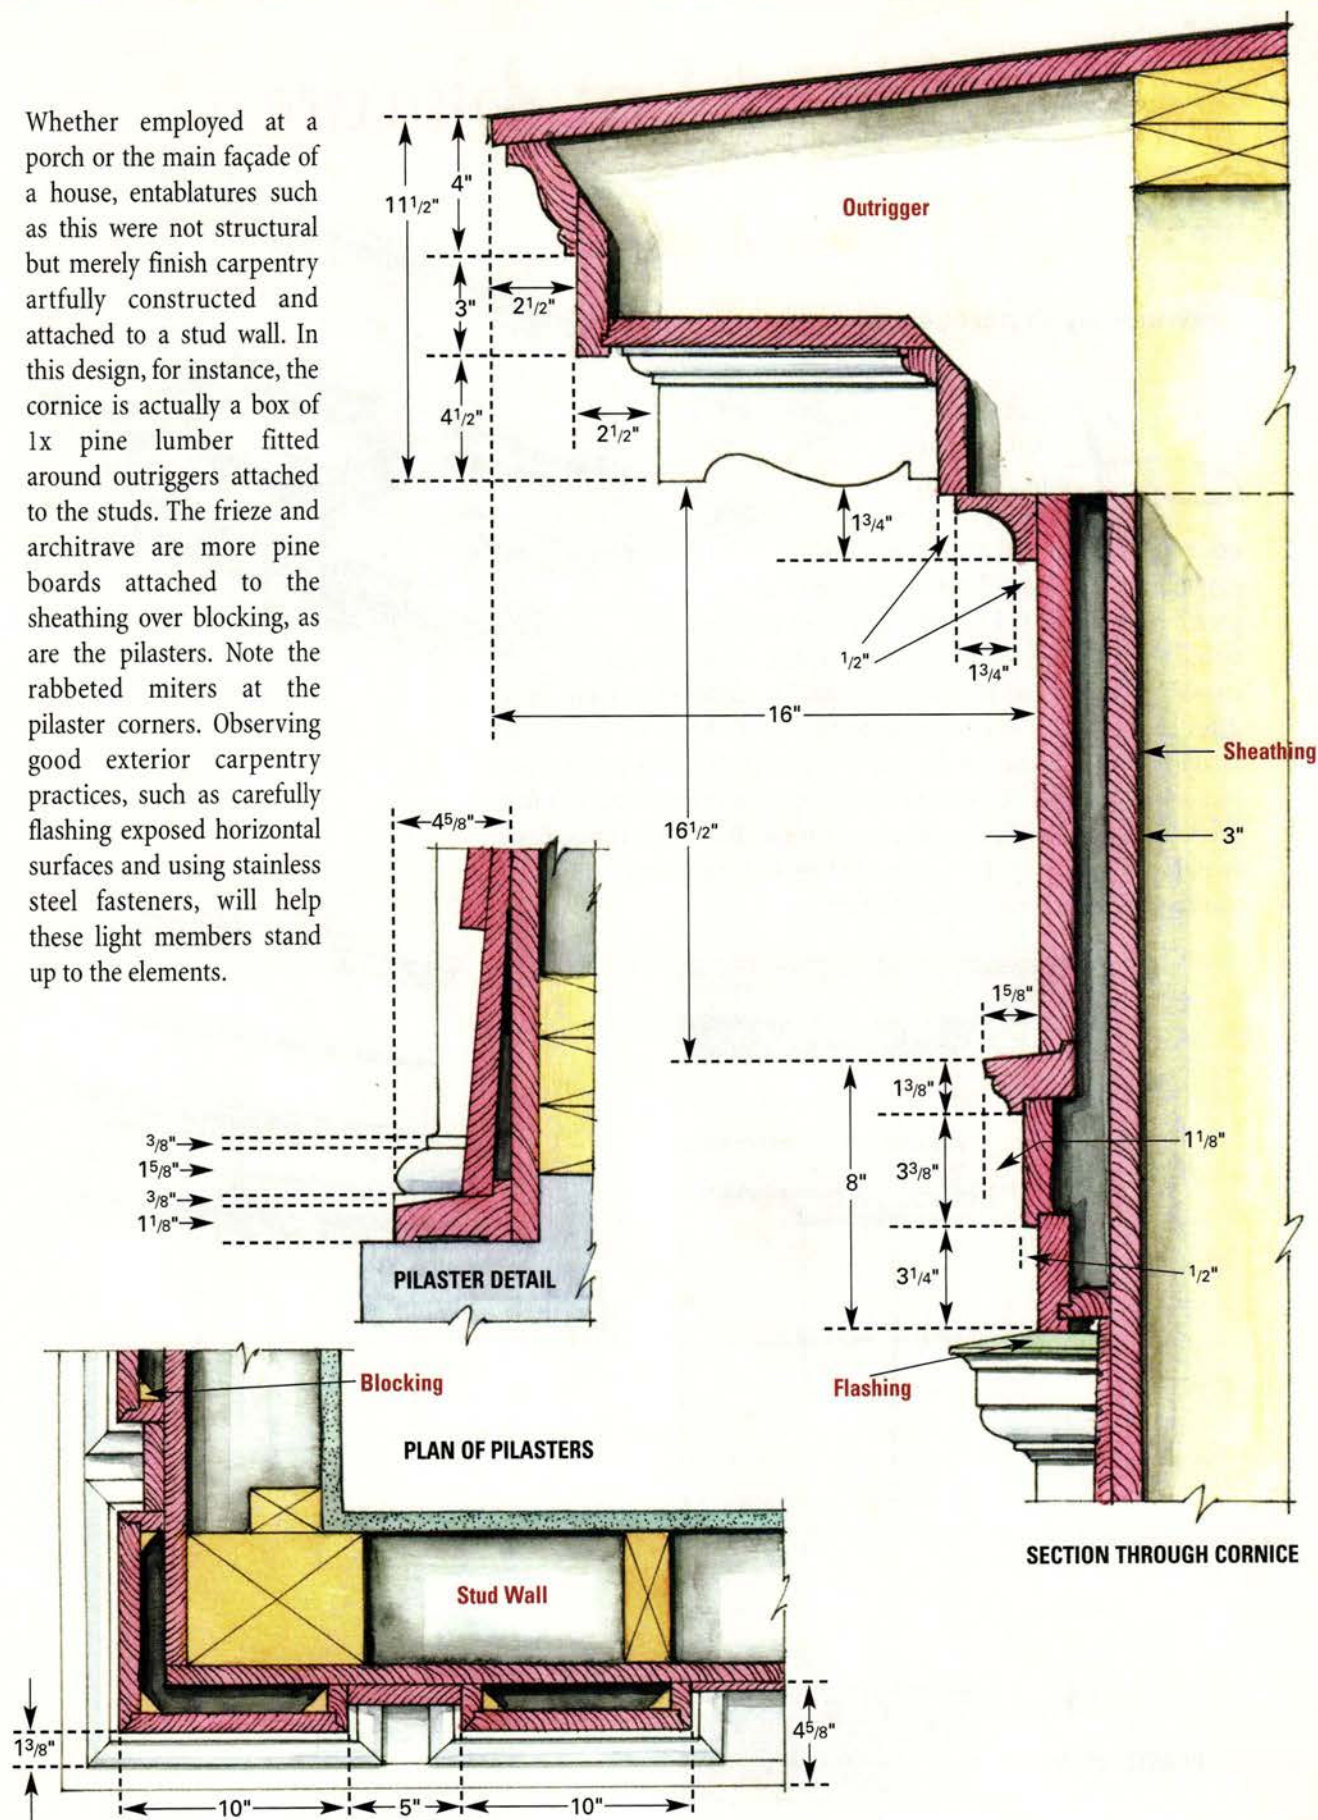 Whether employed at a
porch or the main façade of
a house, entablatures such
as this were not structural
but merely finish carpentry
artfully constructed and
attached to a stud wall. In
this design, for instance, the
cornice is actually a box of
1x pine lumber fitted
around outriggers attached
to the studs. The frieze and
architrave are more pine
boards attached to the
sheathing over blocking, as
are the pilasters. Note the
rabbeted miters at the
pilaster corners. Observing
good exterior carpentry
practices, such as carefully
flashing exposed horizontal
surfaces and using stainless
steel fasteners, will help
these light members stand
up to the elements.
11 1/2"
4"
3"
2 1/2"
4 1/2"
2 1/2"
Outrigger
1 3/4"
1/2"
1 3/4"
16"
Sheathing
16 1/2"
3"
1 5/8"
1 3/8"
1 1/8"
3 3/8"
8"
3 1/4"
1/2"
Flashing
SECTION THROUGH CORNICE
4 5/8"
3/8"
1 5/8"
3/8"
1 1/8"
PILASTER DETAIL
Blocking
PLAN OF PILASTERS
Stud Wall
1 3/8"
4 5/8"
10"
5"
10"